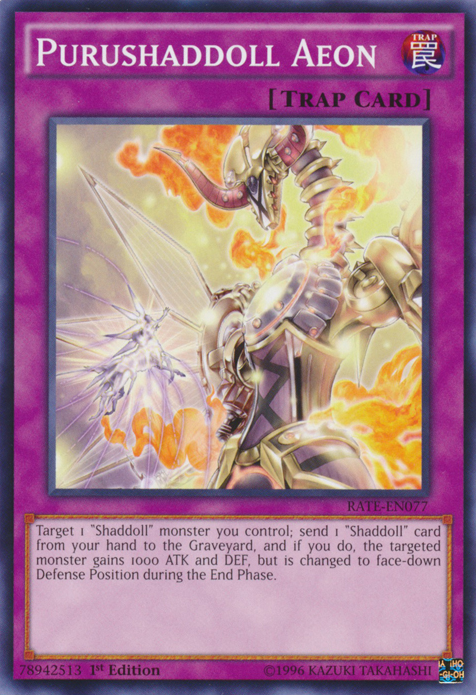 PURUSHADDOLL AEON
TRAP
罠
[TRAP CARD]
RATE-EN077
Target 1 "Shaddoll" monster you control; send 1 "Shaddoll" card
from your hand to the Graveyard, and if you do, the targeted
monster gains 1000 ATK and DEF, but is changed to face-down
Defense Position during the End Phase.
78942513 1st Edition ©1996 KAZUKI TAKAHASHI